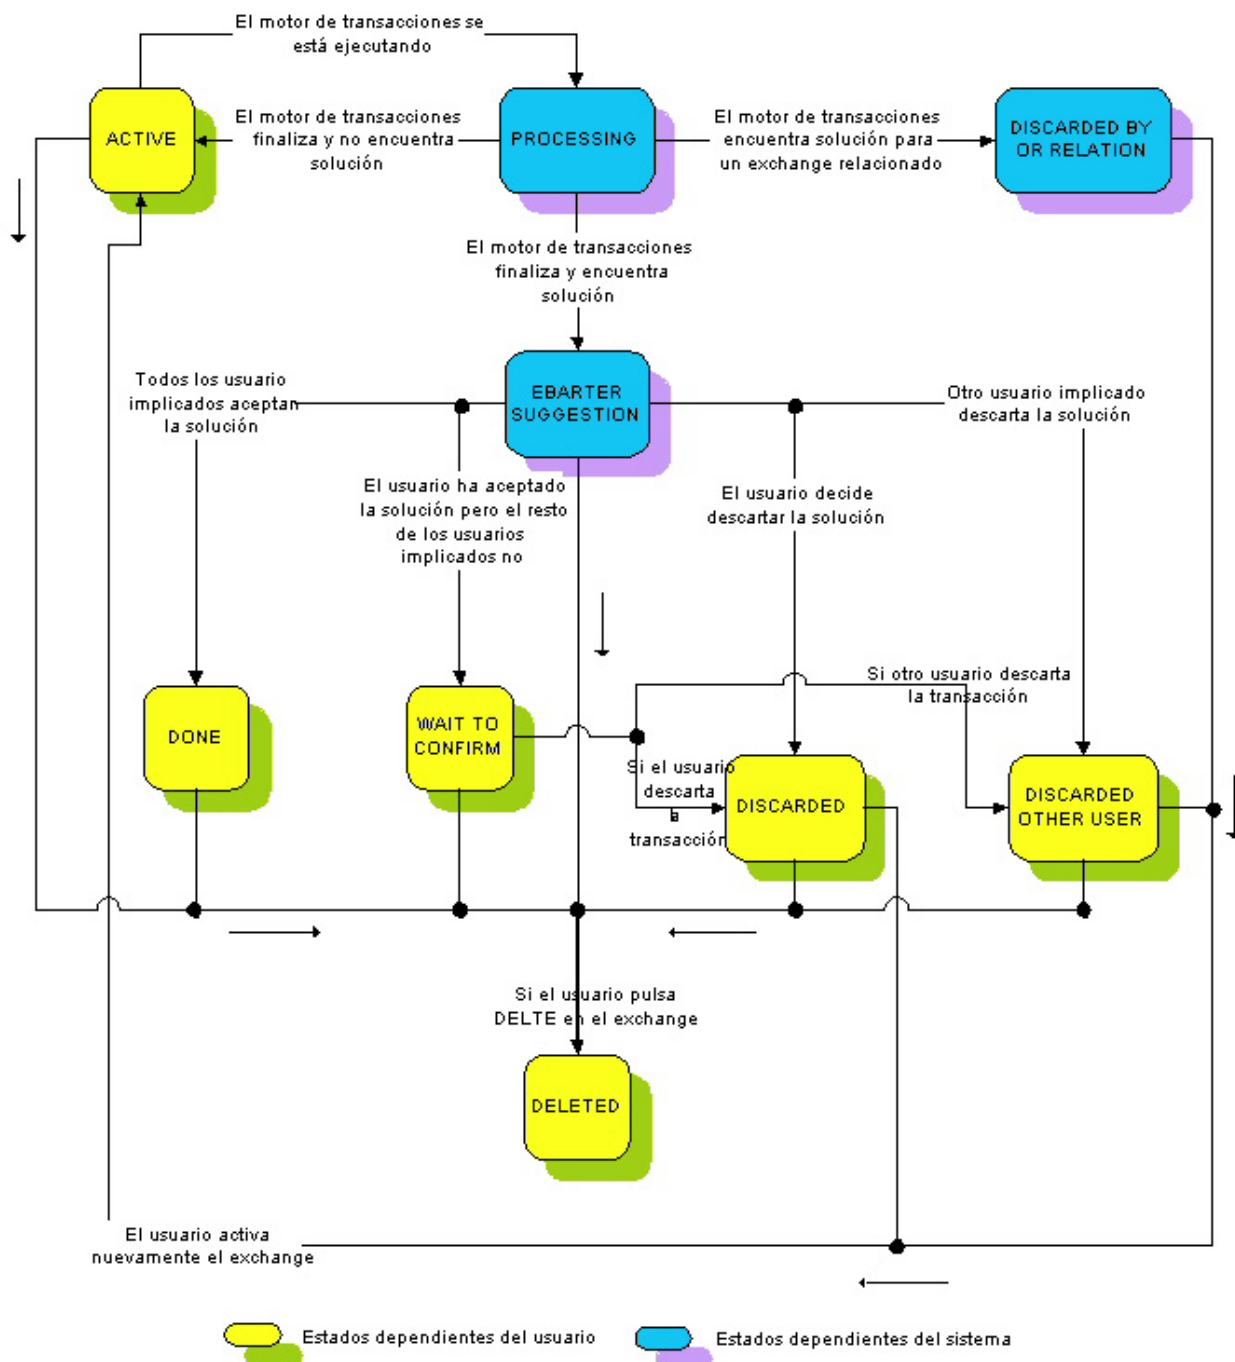 El motor de transacciones se
está ejecutando
ACTIVE
El motor de transacciones
finaliza y no encuentra
solución
PROCESSING
El motor de transacciones
encuentra solución para
un exchange relacionado
DISCARDED BY
OR RELATION
El motor de transacciones
finaliza y encuentra
solución
Todos los usuario
implicados aceptan
la solución
EBARTER
SUGGESTION
Otro usuario implicado
descarta la solución
El usuario ha aceptado
la solución pero el resto
de los usuarios
implicados no
El usuario decide
descartar la solución
Si otro usuario descarta
la transacción
DONE
WAIT TO
CONFIRM
Si el usuario
descarta
la
transacción
DISCARDED
DISCARDED
OTHER USER
Si el usuario pulsa
DELTE en el exchange
DELETED
El usuario activa
nuevamente el exchange
Estados dependientes del usuario
Estados dependientes del sistema